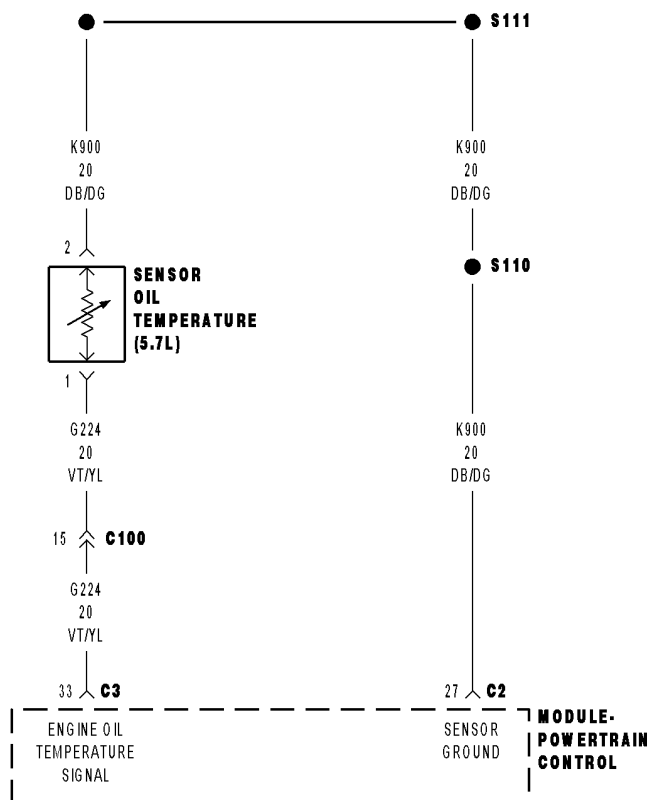 S111
K900
20
DB/DG
K900
20
DB/DG
2
S110
SENSOR
OIL
TEMPERATURE
(5.7L)
1
G224
20
VT/YL
K900
20
DB/DG
15 C100
G224
20
VT/YL
33 C3
27 C2
ENGINE OIL
TEMPERATURE
SIGNAL
SENSOR
GROUND
MODULE-
POWERTRAIN
CONTROL